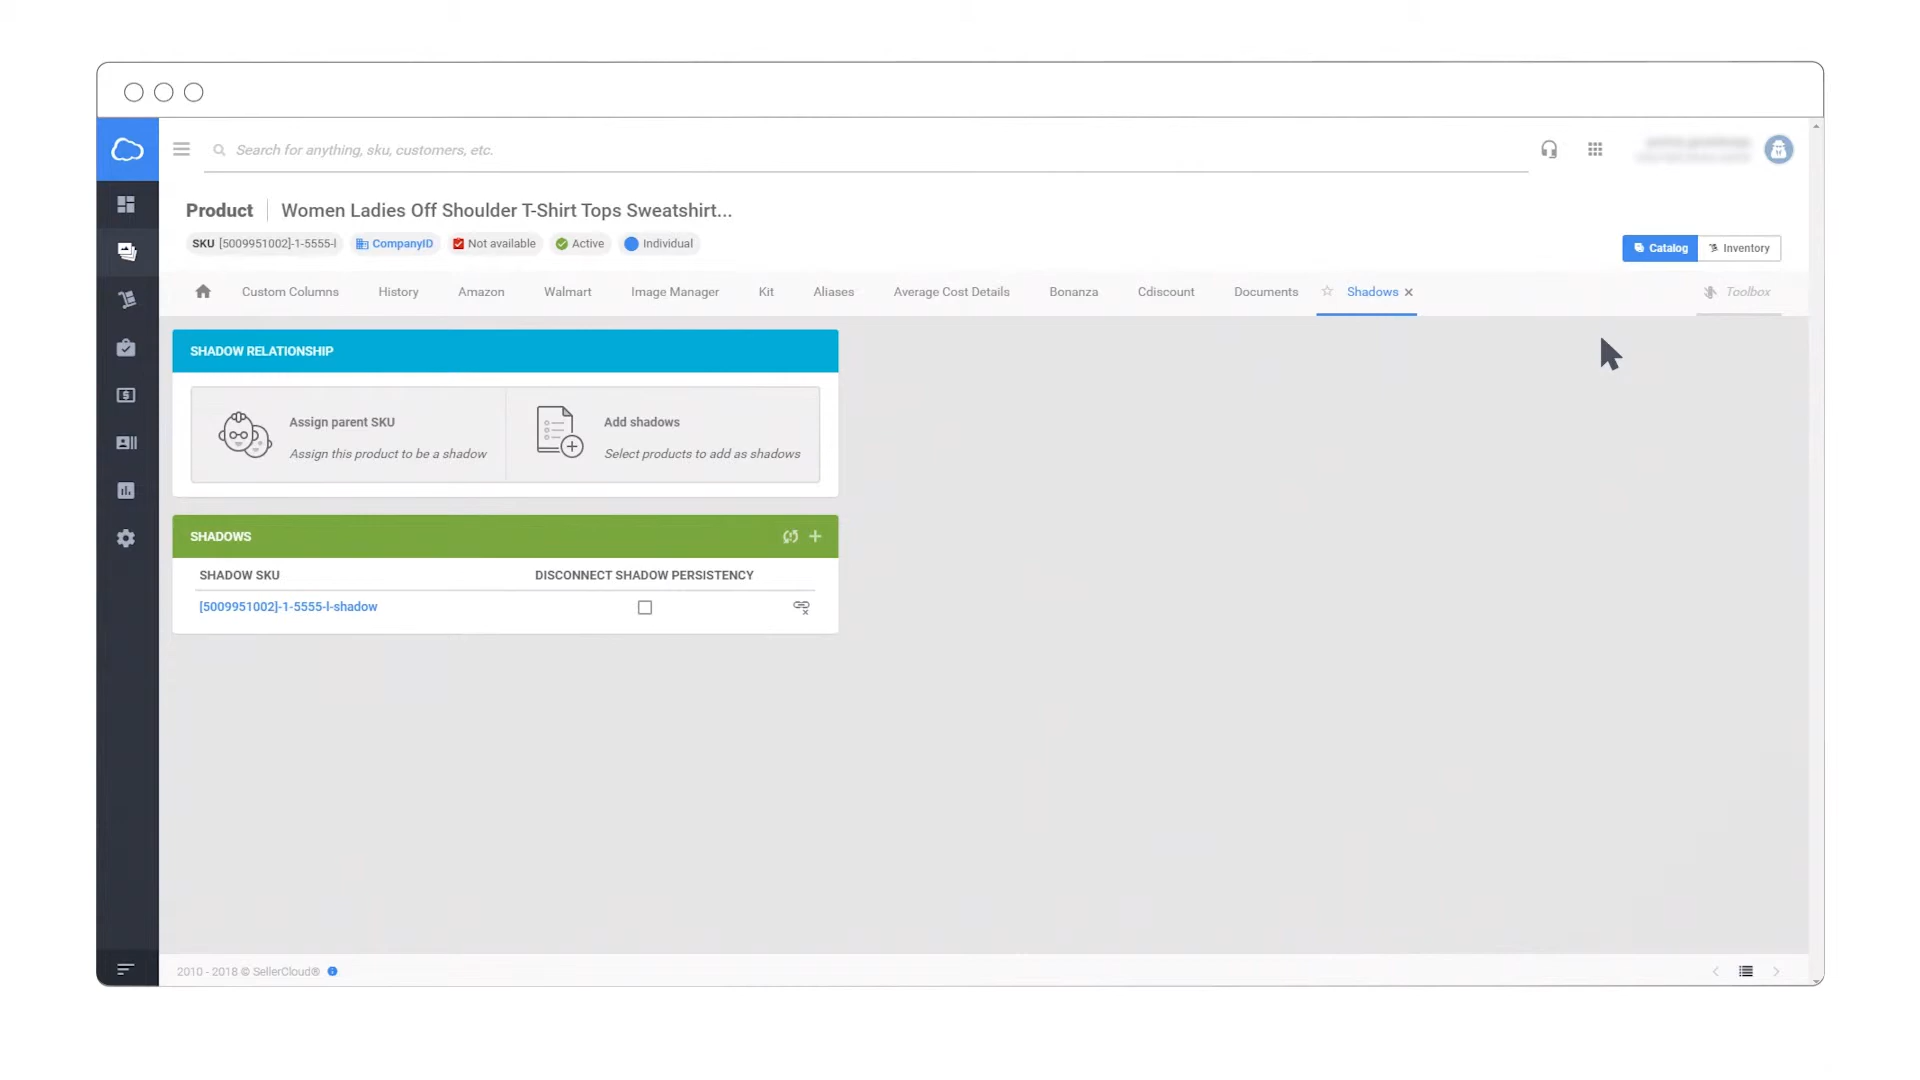 Search for anything, sku, customers, etc.
Product Women Ladies Off Shoulder T-Shirt Tops Sweatshirt...
SKU [5009951002]-1-5555-l CompanyID Not available Active Individual
Catalog Inventory
Custom Columns History Amazon Walmart Image Manager Kit Aliases Average Cost Details Bonanza Cdiscount Documents Shadows Toolbox
SHADOW RELATIONSHIP
Assign parent SKU
Assign this product to be a shadow
Add shadows
Select products to add as shadows
SHADOWS
SHADOW SKU DISCONNECT SHADOW PERSISTENCY
[5009951002]-1-5555-l-shadow
2010 - 2018 © SellerCloud®